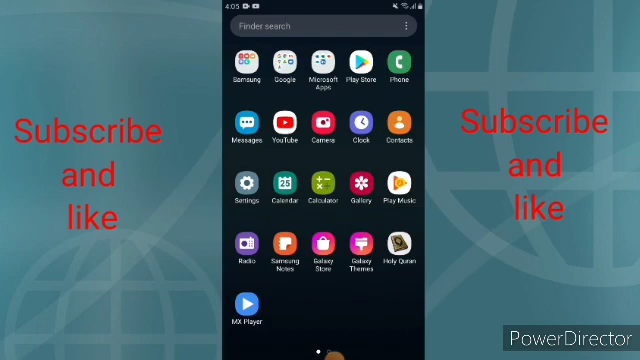 4:05
Finder search
Samsung
Google
Microsoft
Apps
Play Store
Phone
Messages
YouTube
Camera
Clock
Contacts
Settings
25
Calendar
Calculator
Gallery
Play Music
Radio
Samsung
Notes
Galaxy
Store
Galaxy
Themes
Holy Quran
MX Player
Subscribe
and
like
Subscribe
and
like
PowerDirector